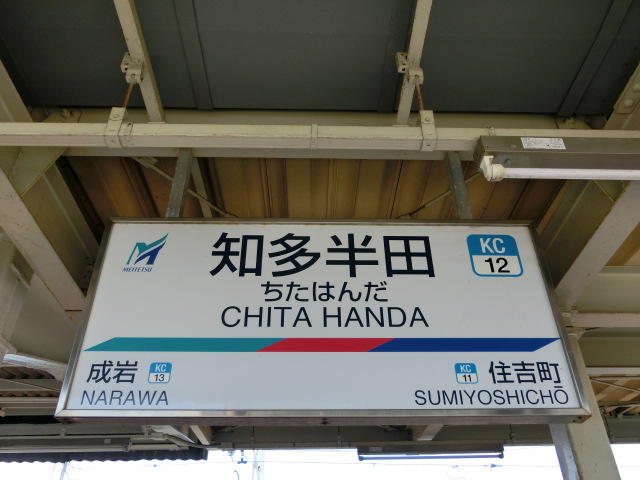 MEITETSU
知多半田
KC
12
ちたはんだ
CHITA HANDA
成岩
KC
13
NARAWA
KC
11
住吉町
SUMIYOSHICHŌ